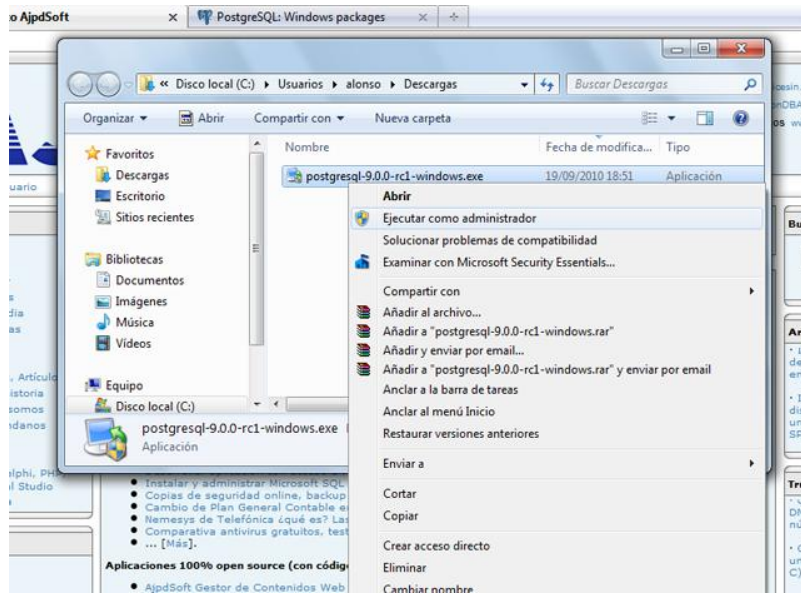 o AjpdSoft
PostgreSQL: Windows packages
« Disco local (C:) ▸ Usuarios ▸ alonso ▸ Descargas
Buscar Descargas
Organizar
Abrir
Compartir con
Nueva carpeta
Favoritos
Descargas
Escritorio
Sitios recientes
Bibliotecas
Documentos
Imágenes
Música
Vídeos
Equipo
Disco local (C:)
Nombre
Fecha de modifica...
Tipo
postgresql-9.0.0-rc1-windows.exe
19/09/2010 18:51
Aplicación
Abrir
Ejecutar como administrador
Solucionar problemas de compatibilidad
Examinar con Microsoft Security Essentials...
Compartir con
Añadir al archivo...
Añadir a "postgresql-9.0.0-rc1-windows.rar"
Añadir y enviar por email...
Añadir a "postgresql-9.0.0-rc1-windows.rar" y enviar por email
Anclar a la barra de tareas
Anclar al menú Inicio
Restaurar versiones anteriores
Enviar a
Cortar
Copiar
Crear acceso directo
Eliminar
Cambiar nombre
postgresql-9.0.0-rc1-windows.exe
Aplicación
Instalar y administrar Microsoft SQL
Copias de seguridad online, backup
Cambio de Plan General Contable e
Nemesys de Telefónica ¿qué es? Las
Comparativa antivirus gratuitos, test
... [Más].
Aplicaciones 100% open source (con códig
AjpdSoft Gestor de Contenidos Web